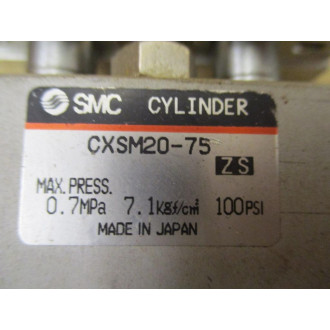 SMC CYLINDER
CXSM20-75
ZS
MAX.PRESS.
0.7MPa 7.1kgf/cm² 100PSI
MADE IN JAPAN